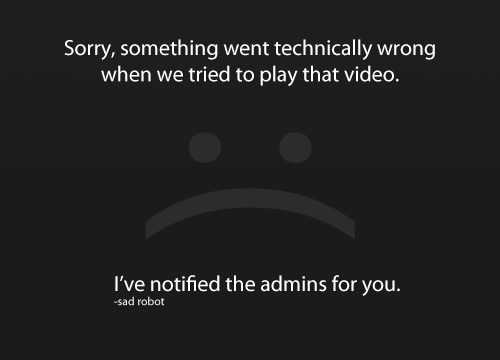 Sorry, something went technically wrong
when we tried to play that video.
I've notified the admins for you.
-sad robot